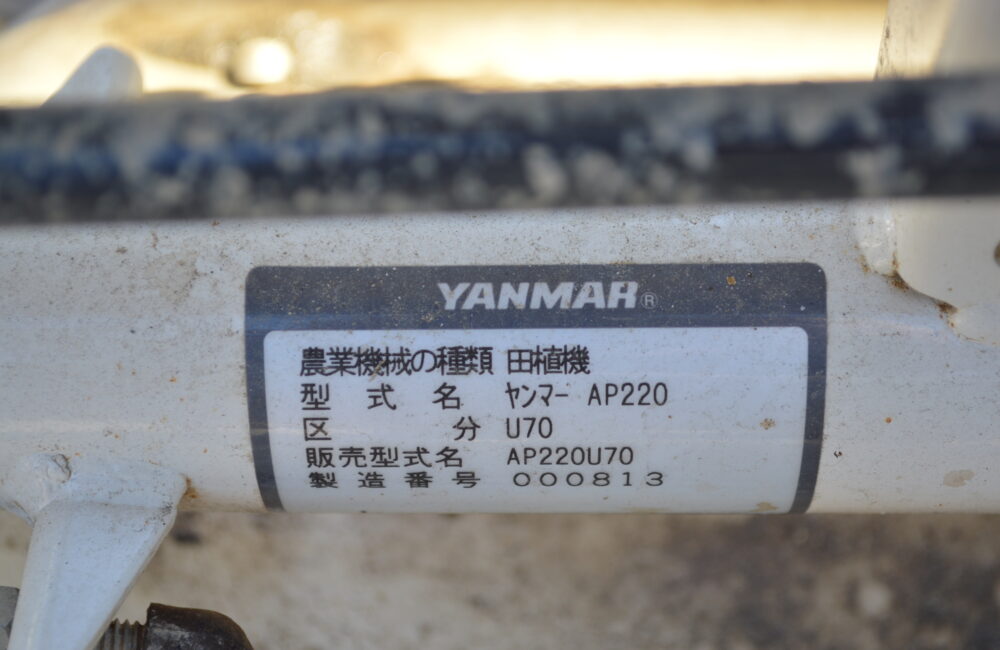 YANMAR®
農業機械の種類 田植機
型式名 ヤンマー AP220
区分 U70
販売型式名 AP220U70
製造番号 000813